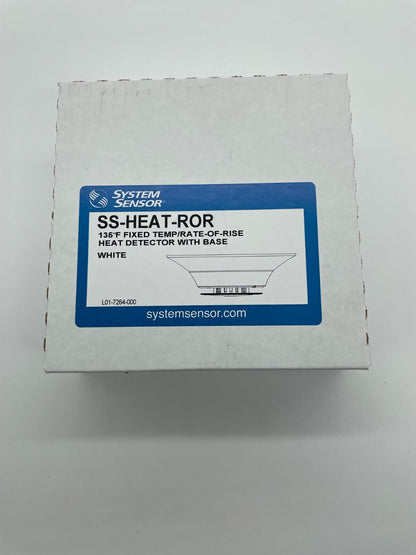 SYSTEM
SENSOR®
SS-HEAT-ROR
135°F FIXED TEMP/RATE-OF-RISE
HEAT DETECTOR WITH BASE
WHITE
L01-7264-000
systemsensor.com